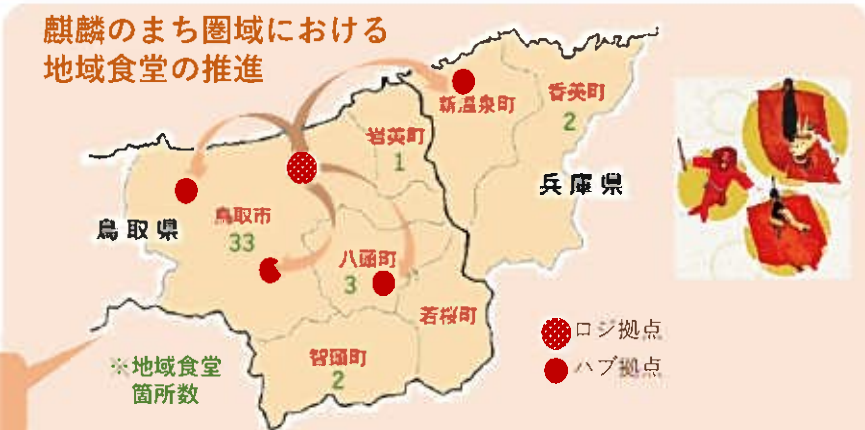 麒麟のまち圏域における
地域食堂の推進
新温泉町
香美町
2
岩美町
1
兵庫県
鳥取県
鳥取市
33
八頭町
3
若桜町
智頭町
2
※地域食堂
箇所数
ロジ拠点
ハブ拠点